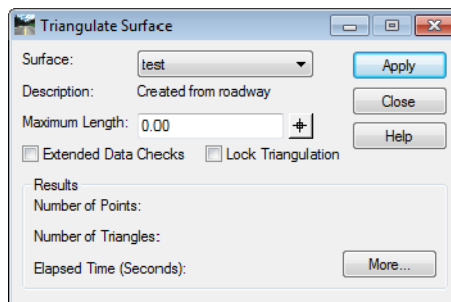 Triangulate Surface
Surface: test Apply
Description: Created from roadway Close
Maximum Length: 0.00 Help
Extended Data Checks Lock Triangulation
Results
Number of Points:
Number of Triangles:
Elapsed Time (Seconds): More...